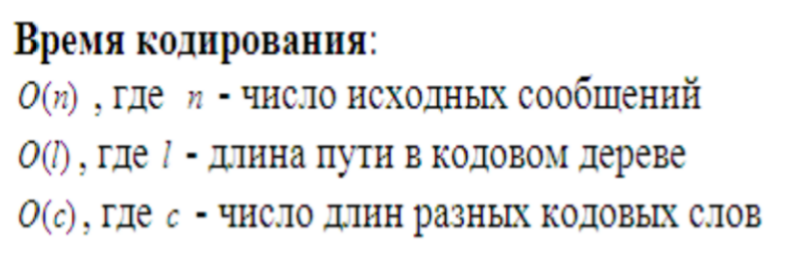 Время кодирования:
O(n) , где n - число исходных сообщений
O(l) , где l - длина пути в кодовом дереве
O(c) , где c - число длин разных кодовых слов